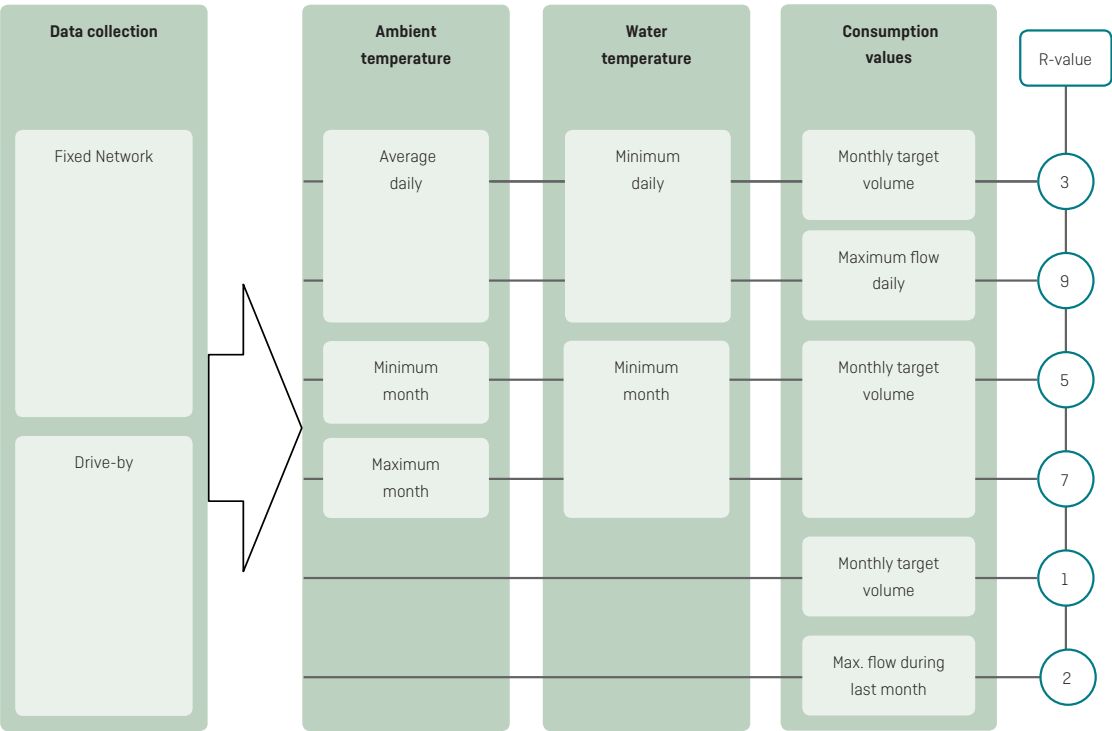 Data collection
Fixed Network
Drive-by
Ambient
temperature
Average
daily
Minimum
month
Maximum
month
Water
temperature
Minimum
daily
Minimum
month
Consumption
values
Monthly target
volume
Maximum flow
daily
Monthly target
volume
Monthly target
volume
Max. flow during
last month
R-value
3
9
5
7
1
2